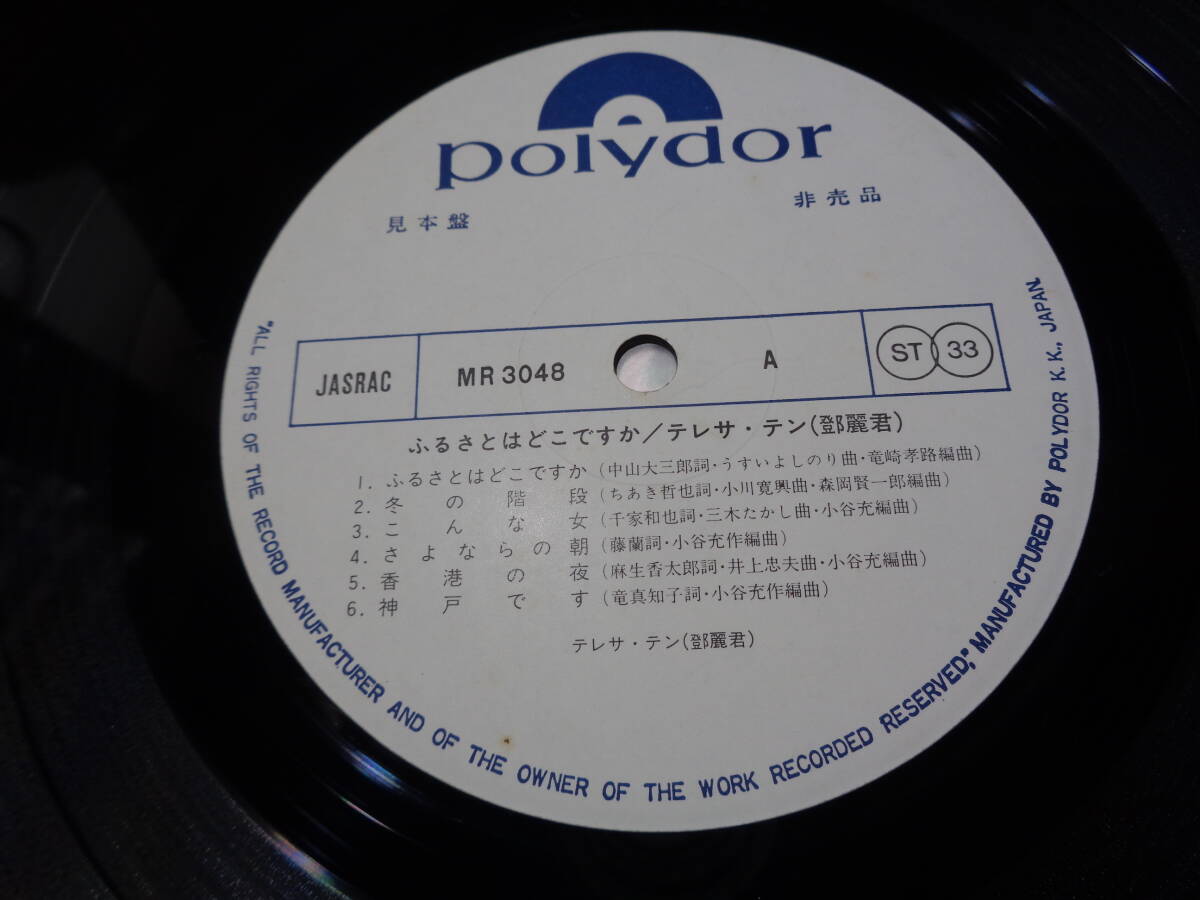 polydor
見本盤 非売品
JASRAC MR 3048 A ST 33
ふるさとはどこですか/テレサ・テン(鄧麗君)
1. ふるさとはどこですか(中山大三郎詞・うすいよしのり曲・竜崎孝路編曲)
2. 冬の階段(ちあき哲也詞・小川寛興曲・森岡賢一郎編曲)
3. こんな女(千家和也詞・三木たかし曲・小谷充編曲)
4. さよならの朝(藤蘭詞・小谷充作編曲)
5. 香港の夜(麻生香太郎詞・井上忠夫曲・小谷充編曲)
6. 神戸です(竜真知子詞・小谷充作編曲)
テレサ・テン(鄧麗君)
"ALL RIGHTS OF THE RECORD MANUFACTURER AND OF THE OWNER OF THE WORK RECORDED RESERVED," MANUFACTURED BY POLYDOR K. K., JAPAN.